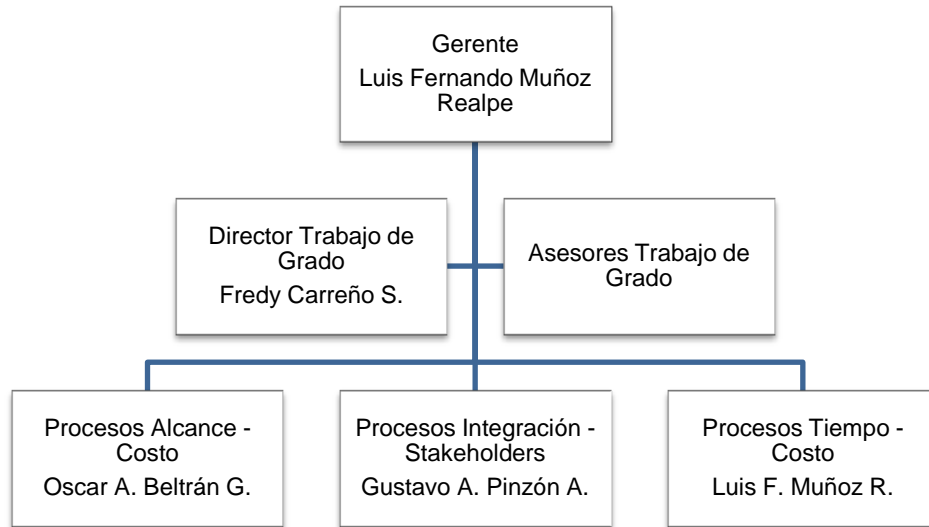 Gerente
Luis Fernando Muñoz
Realpe
Director Trabajo de
Grado
Fredy Carreño S.
Asesores Trabajo de
Grado
Procesos Alcance -
Costo
Oscar A. Beltrán G.
Procesos Integración -
Stakeholders
Gustavo A. Pinzón A.
Procesos Tiempo -
Costo
Luis F. Muñoz R.